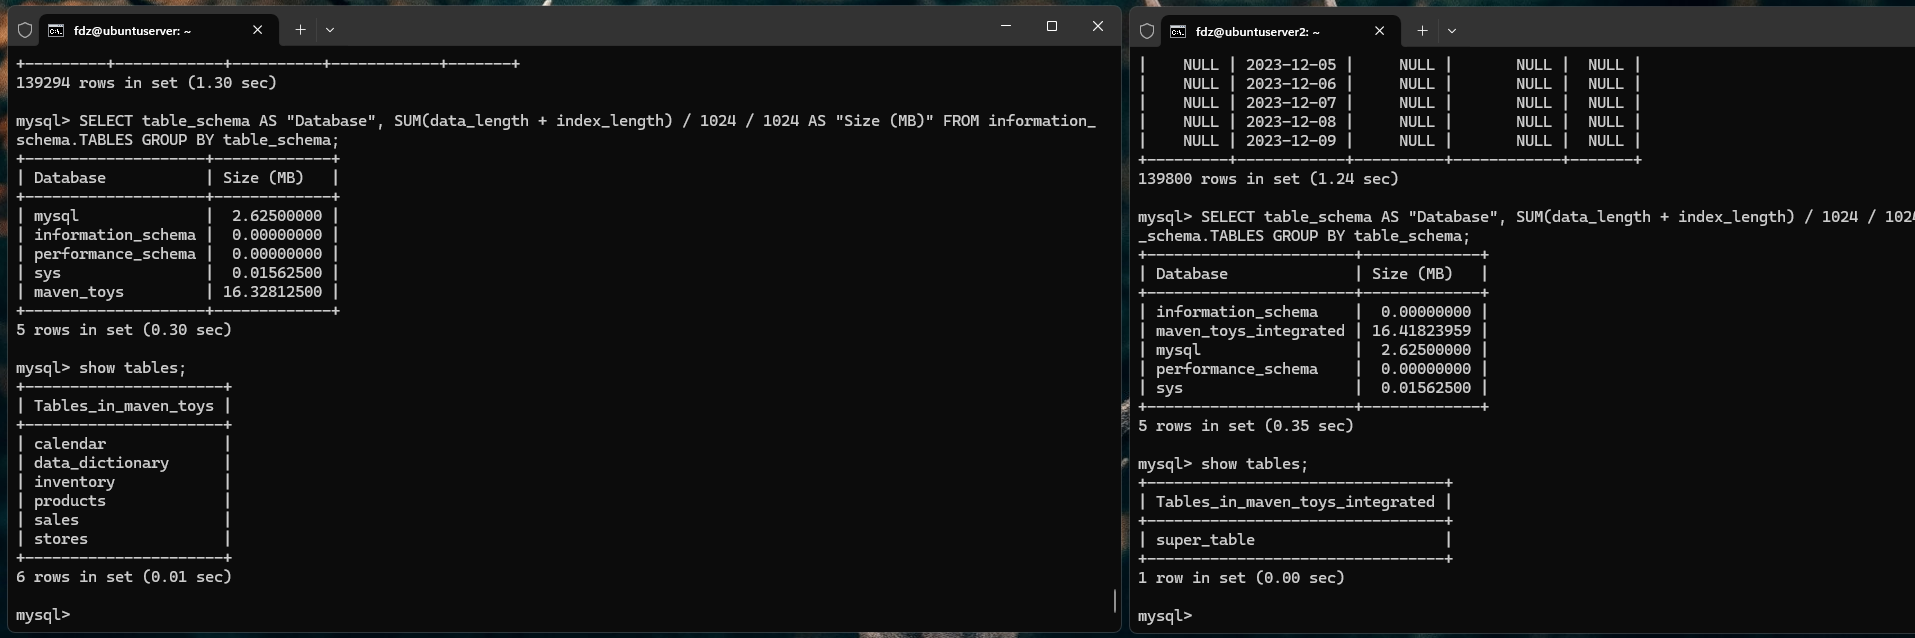 fdz@ubuntuserver: ~
+---------+------------+----------+------------+-------+
139294 rows in set (1.30 sec)
mysql> SELECT table_schema AS "Database", SUM(data_length + index_length) / 1024 / 1024 AS "Size (MB)" FROM information_
schema.TABLES GROUP BY table_schema;
+--------------------+-------------+
| Database           | Size (MB)   |
+--------------------+-------------+
| mysql              |  2.62500000 |
| information_schema |  0.00000000 |
| performance_schema |  0.00000000 |
| sys                |  0.01562500 |
| maven_toys         | 16.32812500 |
+--------------------+-------------+
5 rows in set (0.30 sec)
mysql> show tables;
+----------------------+
| Tables_in_maven_toys |
+----------------------+
| calendar             |
| data_dictionary      |
| inventory            |
| products             |
| sales                |
| stores               |
+----------------------+
6 rows in set (0.01 sec)
mysql>
fdz@ubuntuserver2: ~
|    NULL | 2023-12-05 |     NULL |       NULL |  NULL |
|    NULL | 2023-12-06 |     NULL |       NULL |  NULL |
|    NULL | 2023-12-07 |     NULL |       NULL |  NULL |
|    NULL | 2023-12-08 |     NULL |       NULL |  NULL |
|    NULL | 2023-12-09 |     NULL |       NULL |  NULL |
+---------+------------+----------+------------+-------+
139800 rows in set (1.24 sec)
mysql> SELECT table_schema AS "Database", SUM(data_length + index_length) / 1024 /
_schema.TABLES GROUP BY table_schema;
+-----------------------+-------------+
| Database              | Size (MB)   |
+-----------------------+-------------+
| information_schema    |  0.00000000 |
| maven_toys_integrated | 16.41823959 |
| mysql                 |  2.62500000 |
| performance_schema    |  0.00000000 |
| sys                   |  0.01562500 |
+-----------------------+-------------+
5 rows in set (0.35 sec)
mysql> show tables;
+---------------------------------+
| Tables_in_maven_toys_integrated |
+---------------------------------+
| super_table                     |
+---------------------------------+
1 row in set (0.00 sec)
mysql>